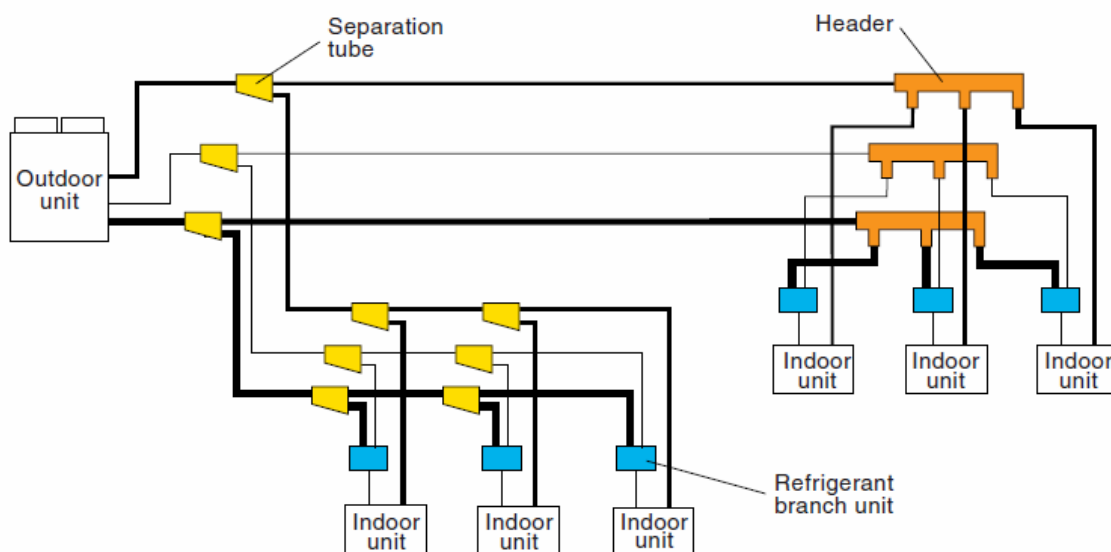 Separation
tube
Header
Outdoor
unit
Indoor
unit
Indoor
unit
Indoor
unit
Refrigerant
branch unit
Indoor
unit
Indoor
unit
Indoor
unit